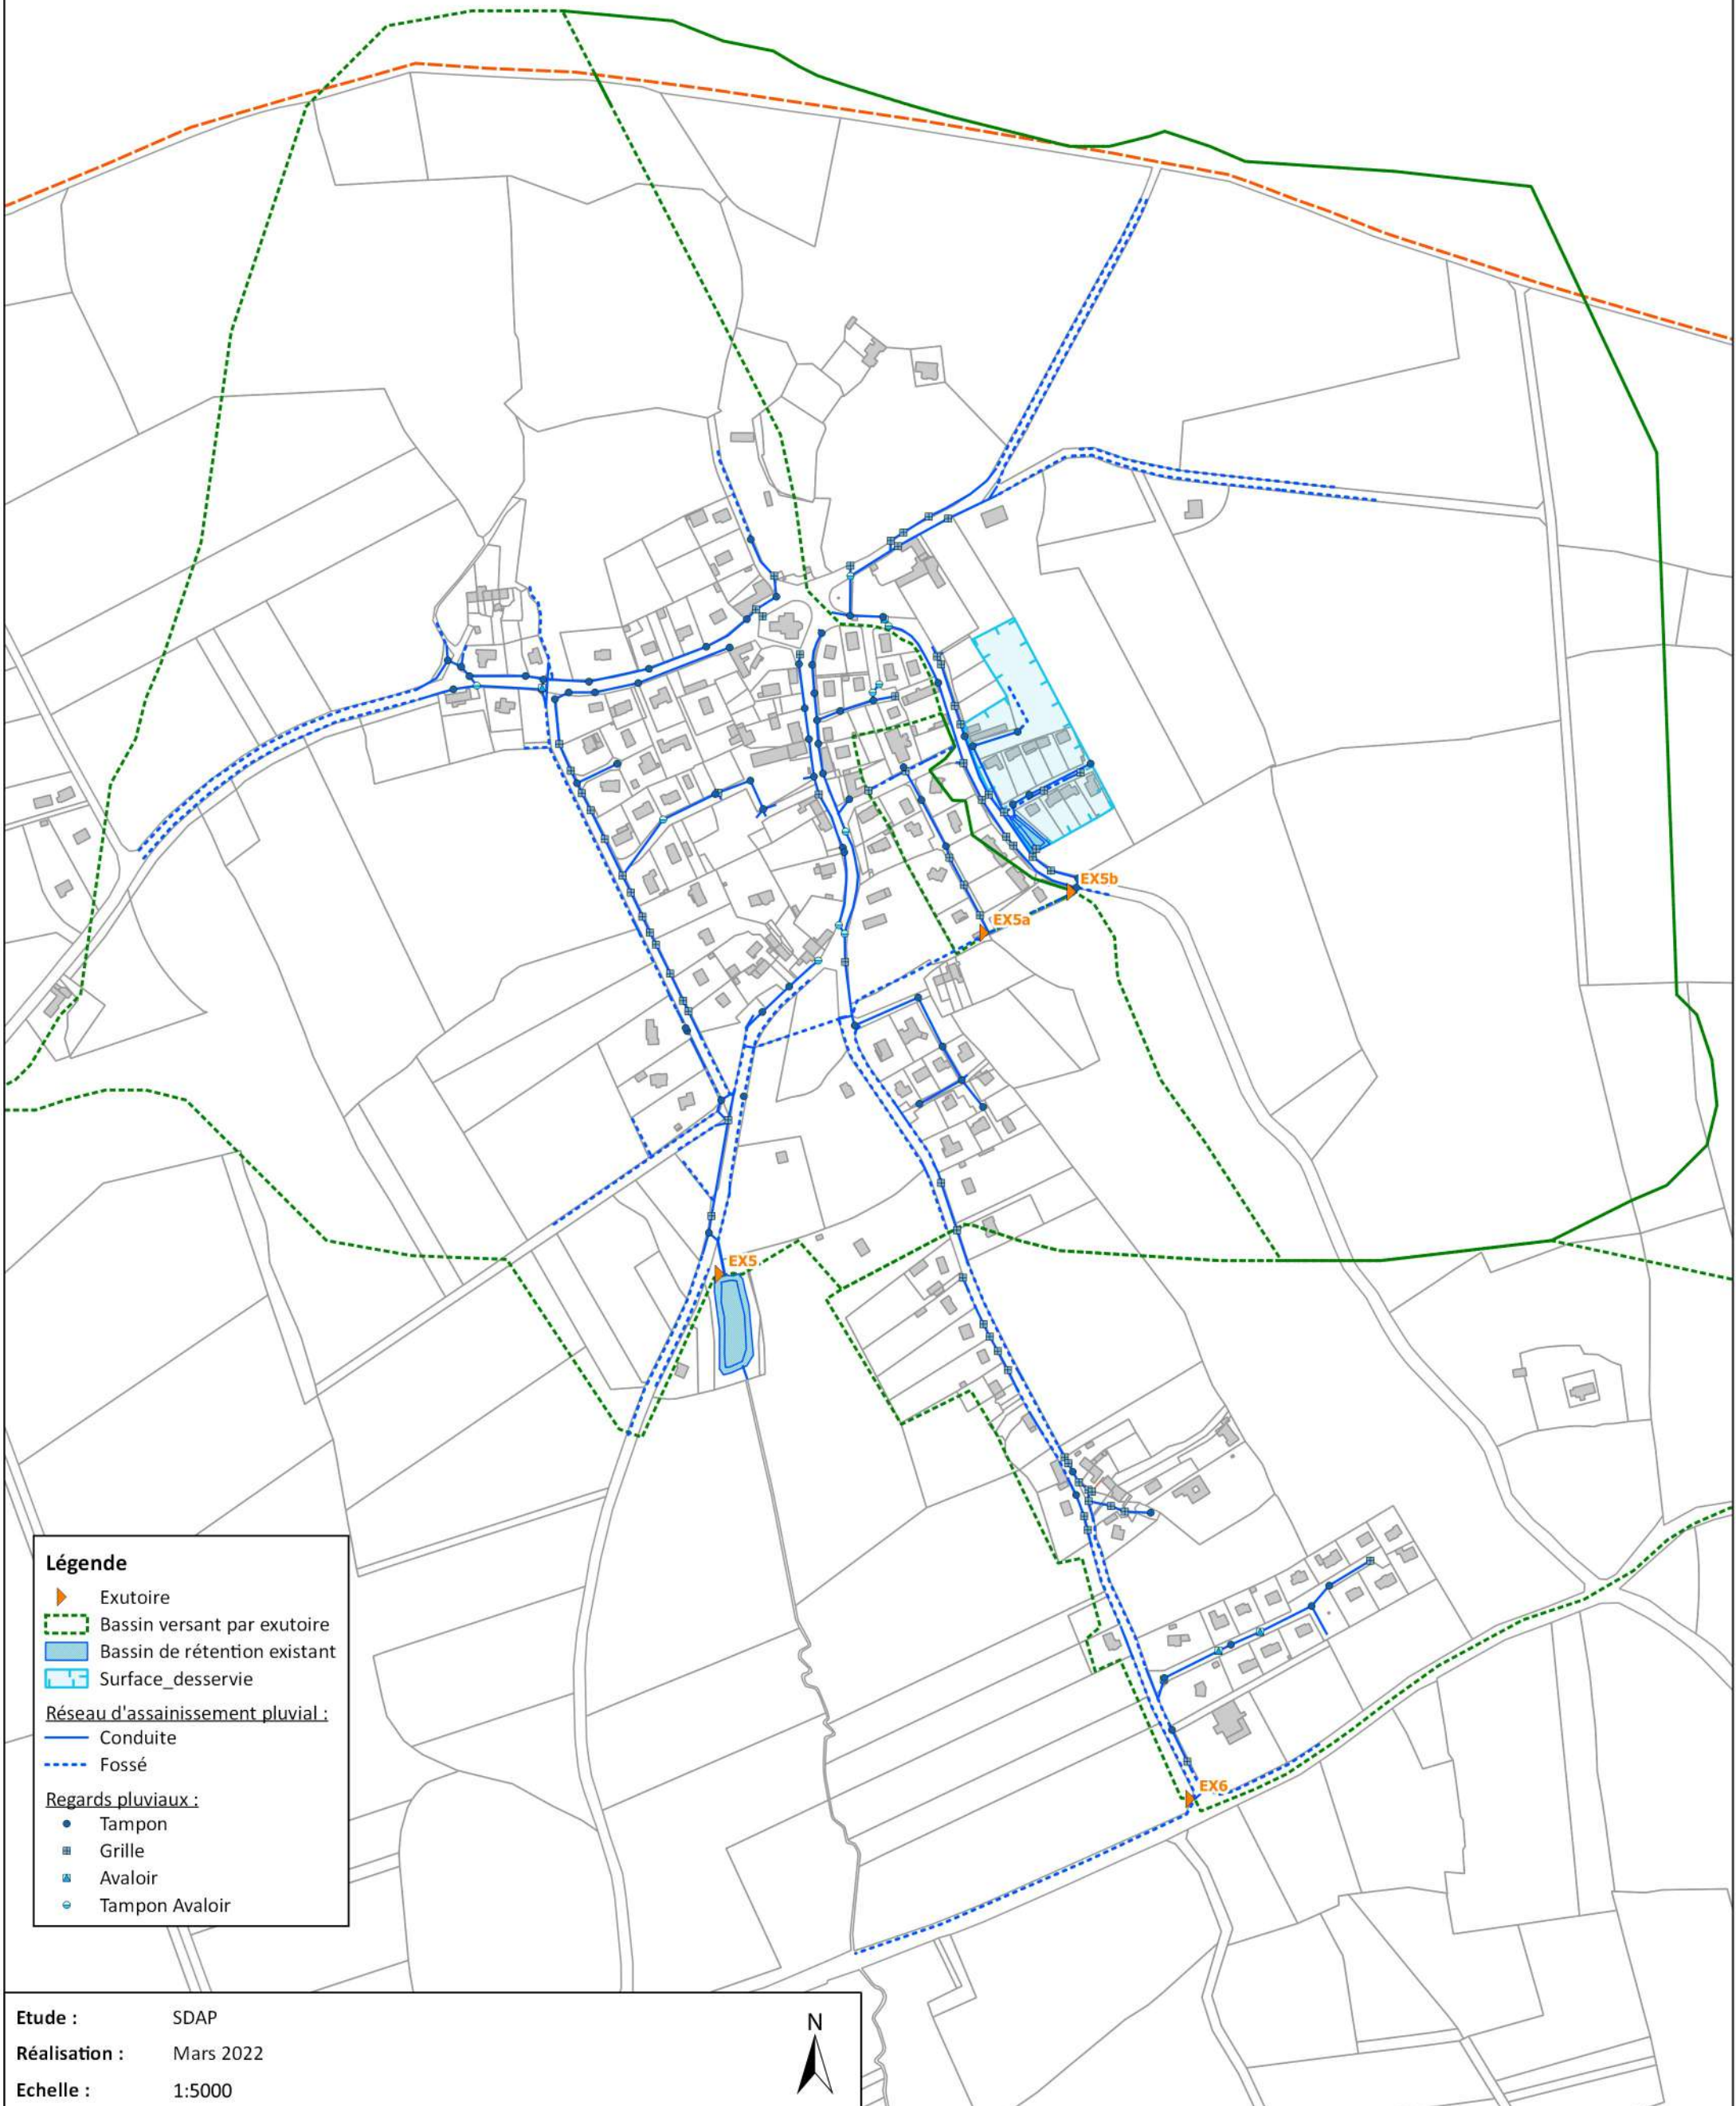 EX5b
EX5a
EX5
EX6
Légende
Exutoire
Bassin versant par exutoire
Bassin de rétention existant
Surface_desservie
Réseau d'assainissement pluvial :
Conduite
Fossé
Regards pluviaux :
Tampon
Grille
Avaloir
Tampon Avaloir
Etude : SDAP
Réalisation : Mars 2022
Echelle : 1:5000
N